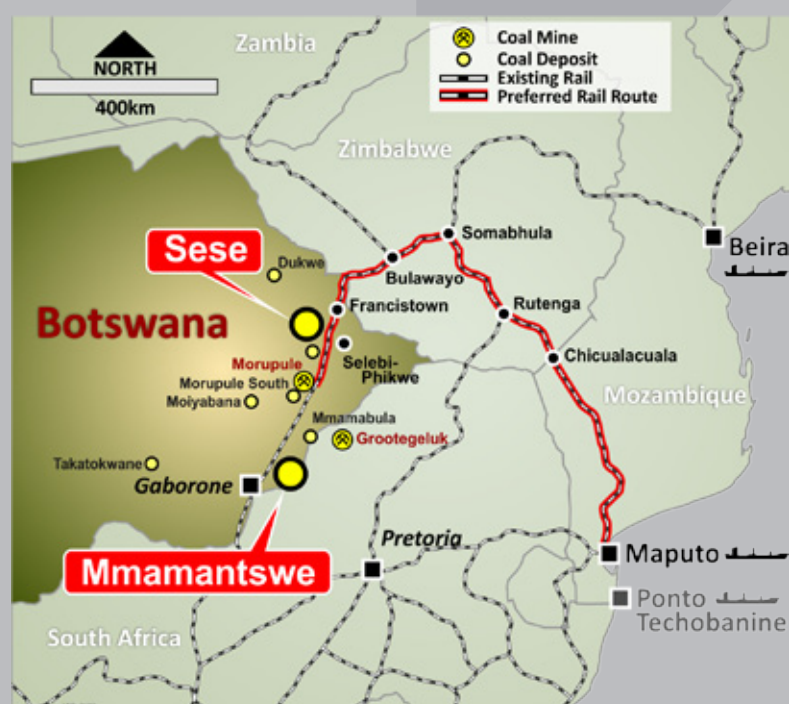 Zambia
NORTH
400km
Coal Mine
Coal Deposit
Existing Rail
Preferred Rail Route
Zimbabwe
Somabhula
Beira
Sese
Dukwe
Bulawayo
Francistown
Rutenga
Botswana
Selebi-
Phikwe
Chicualacuala
Morupule
Morupule South
Moiyabana
Mozambique
Mmamabula
Grootegeluk
Takatokwane
Gaborone
Pretoria
Mmamantswe
Maputo
Ponto
Techobanine
South Africa